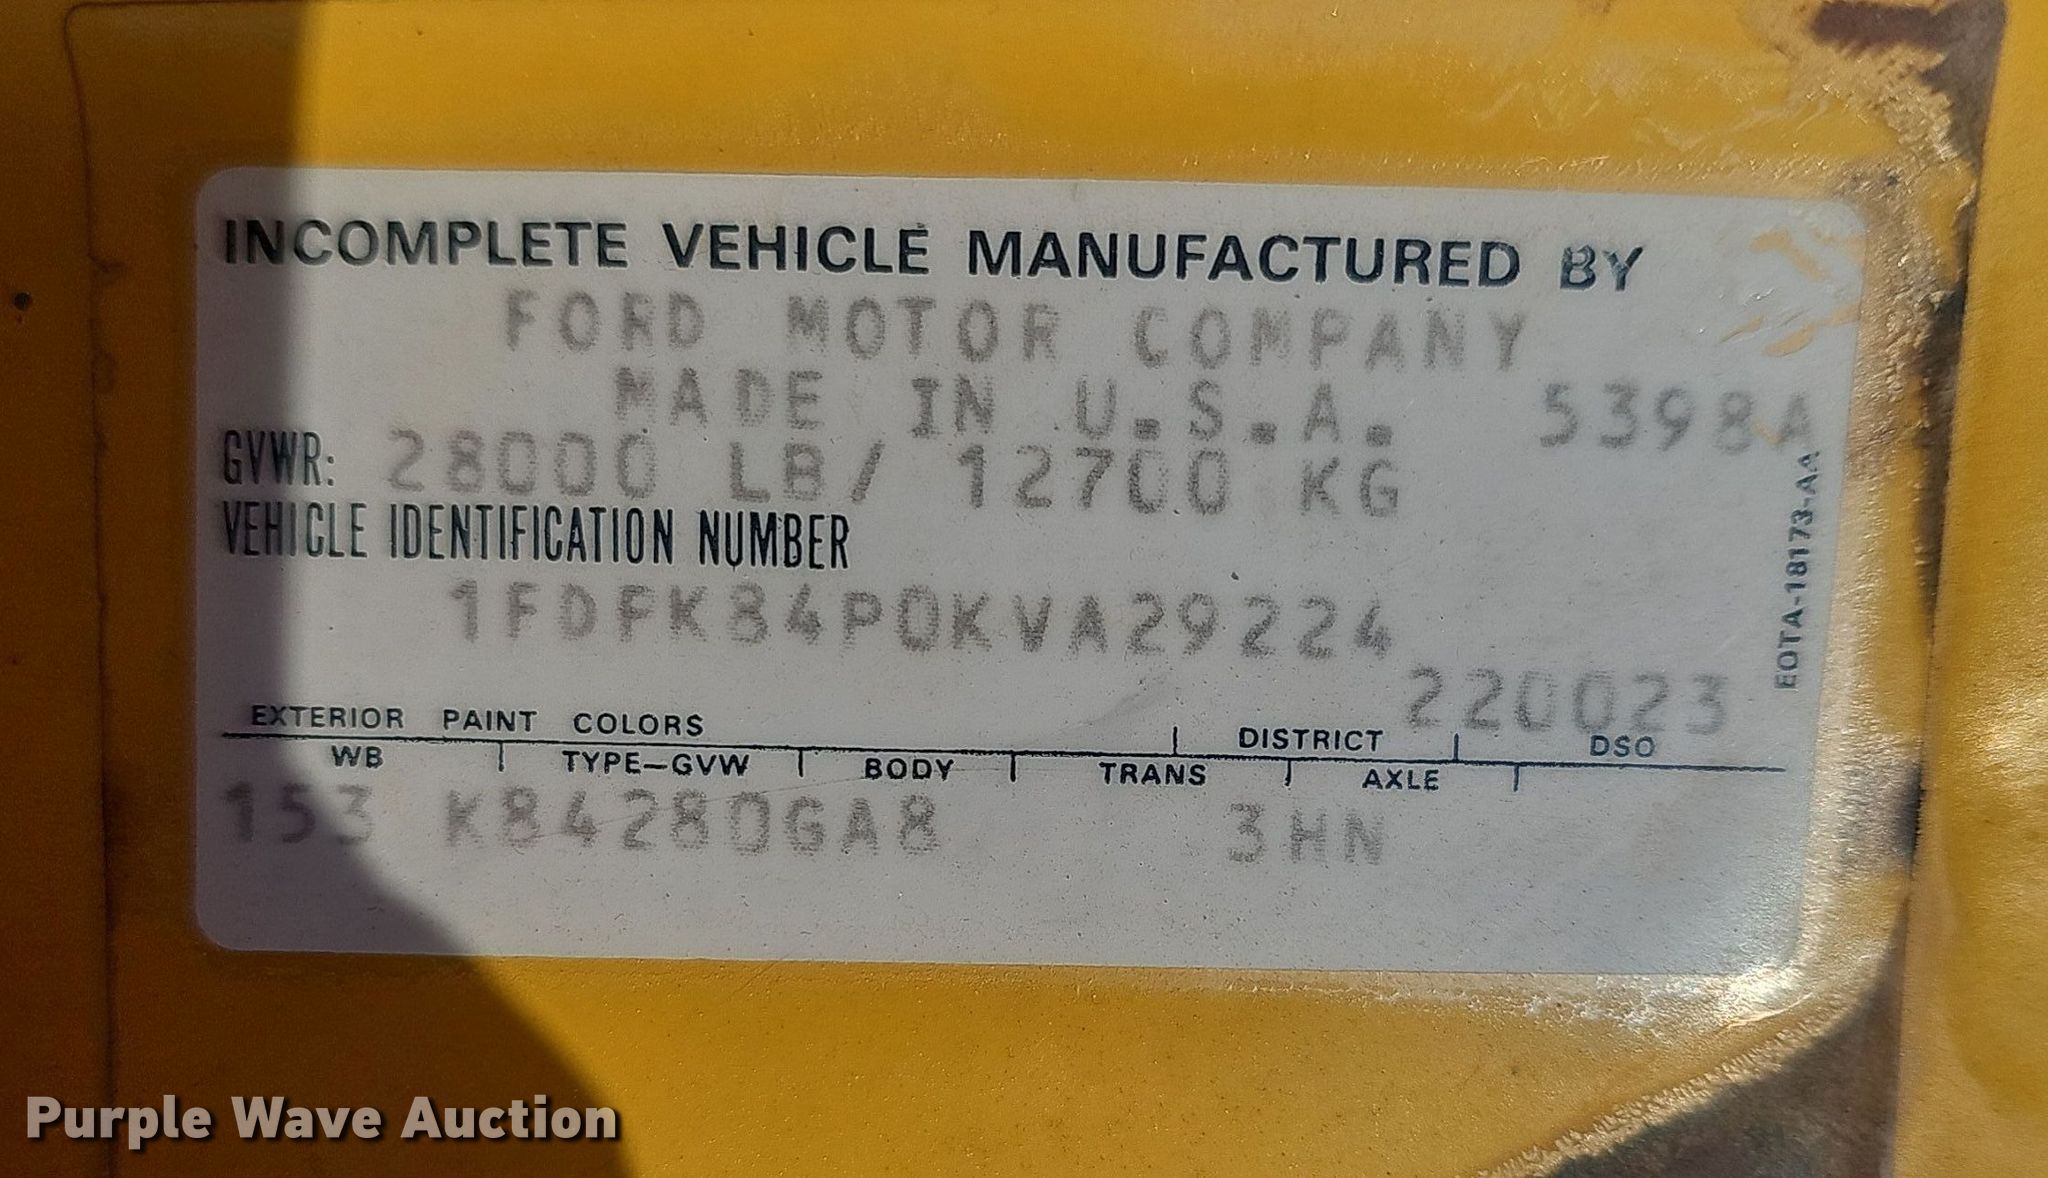 INCOMPLETE VEHICLE MANUFACTURED BY
FORD MOTOR COMPANY
MADE IN U.S.A. 5398A
GVWR: 28000 LB/ 12700 KG
VEHICLE IDENTIFICATION NUMBER
1FDPK84P0KVA29224
EOTA-18173-AA
220023
EXTERIOR PAINT COLORS DISTRICT DSO
WB TYPE-GVW BODY TRANS AXLE
153 K84280GA8 3HN
Purple Wave Auction